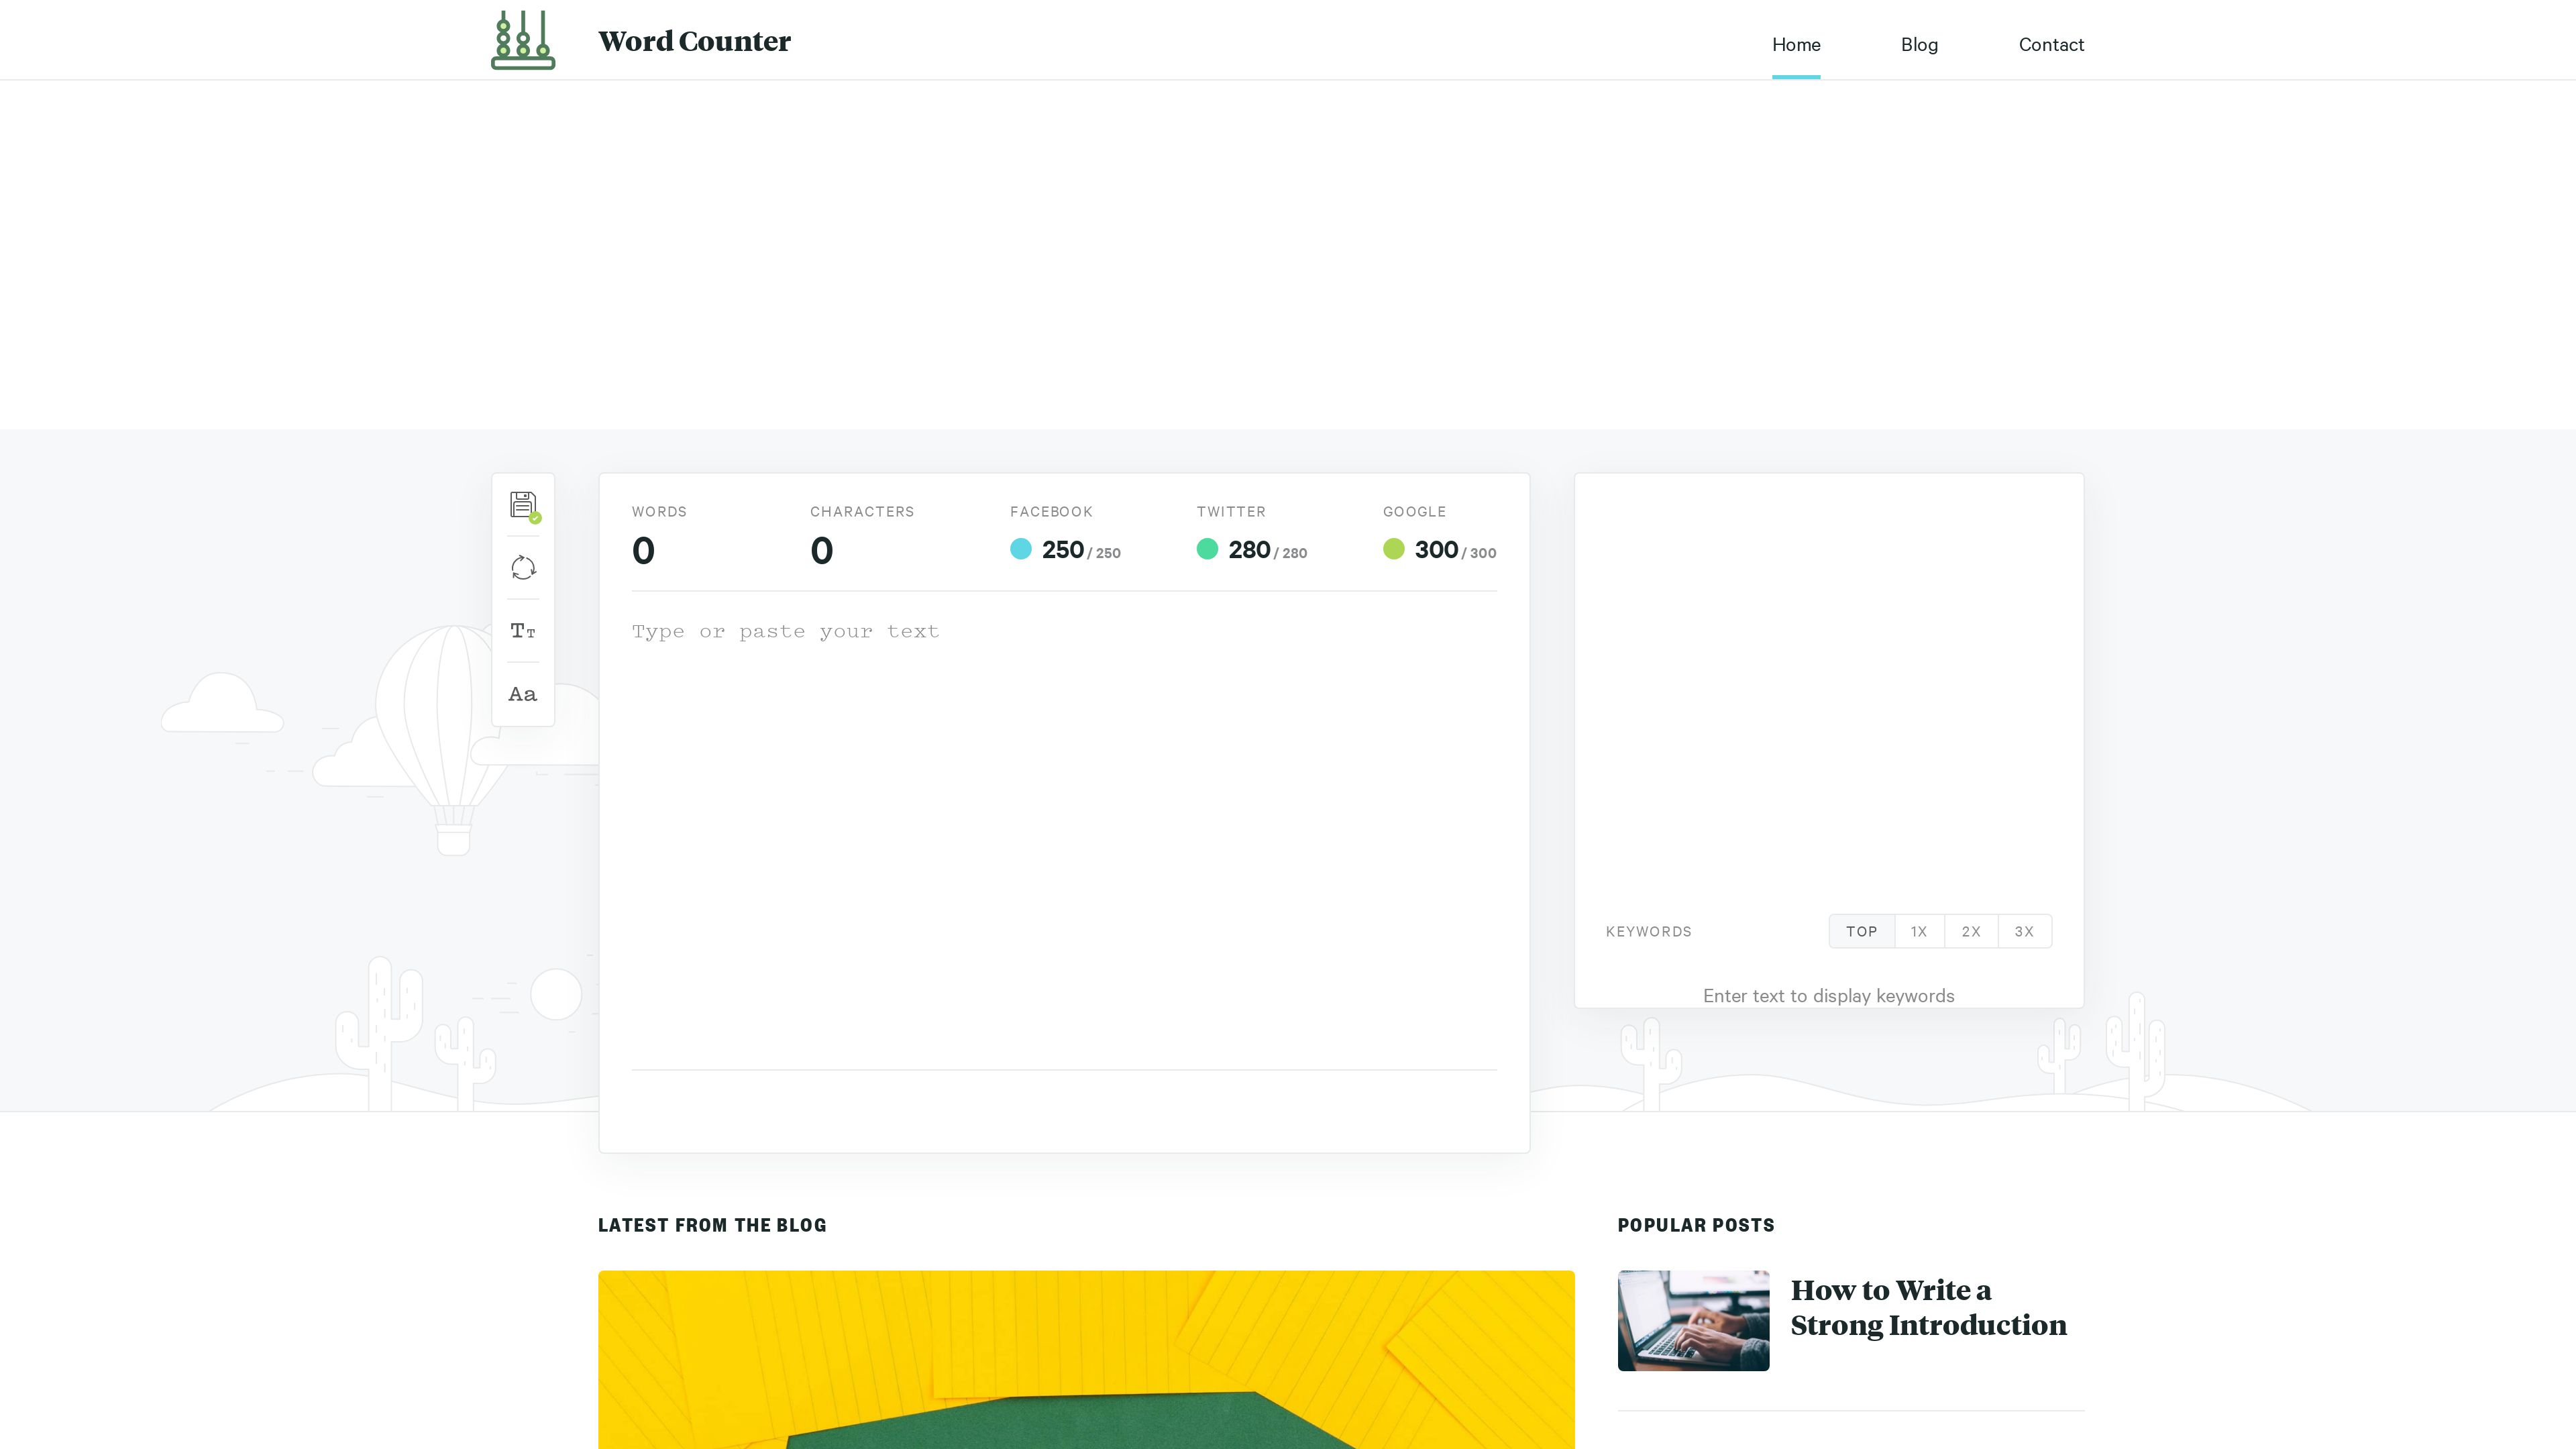 Word Counter
Home Blog Contact
WORDS CHARACTERS FACEBOOK TWITTER GOOGLE
0 0 250 / 250 280 / 280 300 / 300
Tт
Aa
Type or paste your text
KEYWORDS TOP 1X 2X 3X
Enter text to display keywords
LATEST FROM THE BLOG
POPULAR POSTS
How to Write a
Strong Introduction